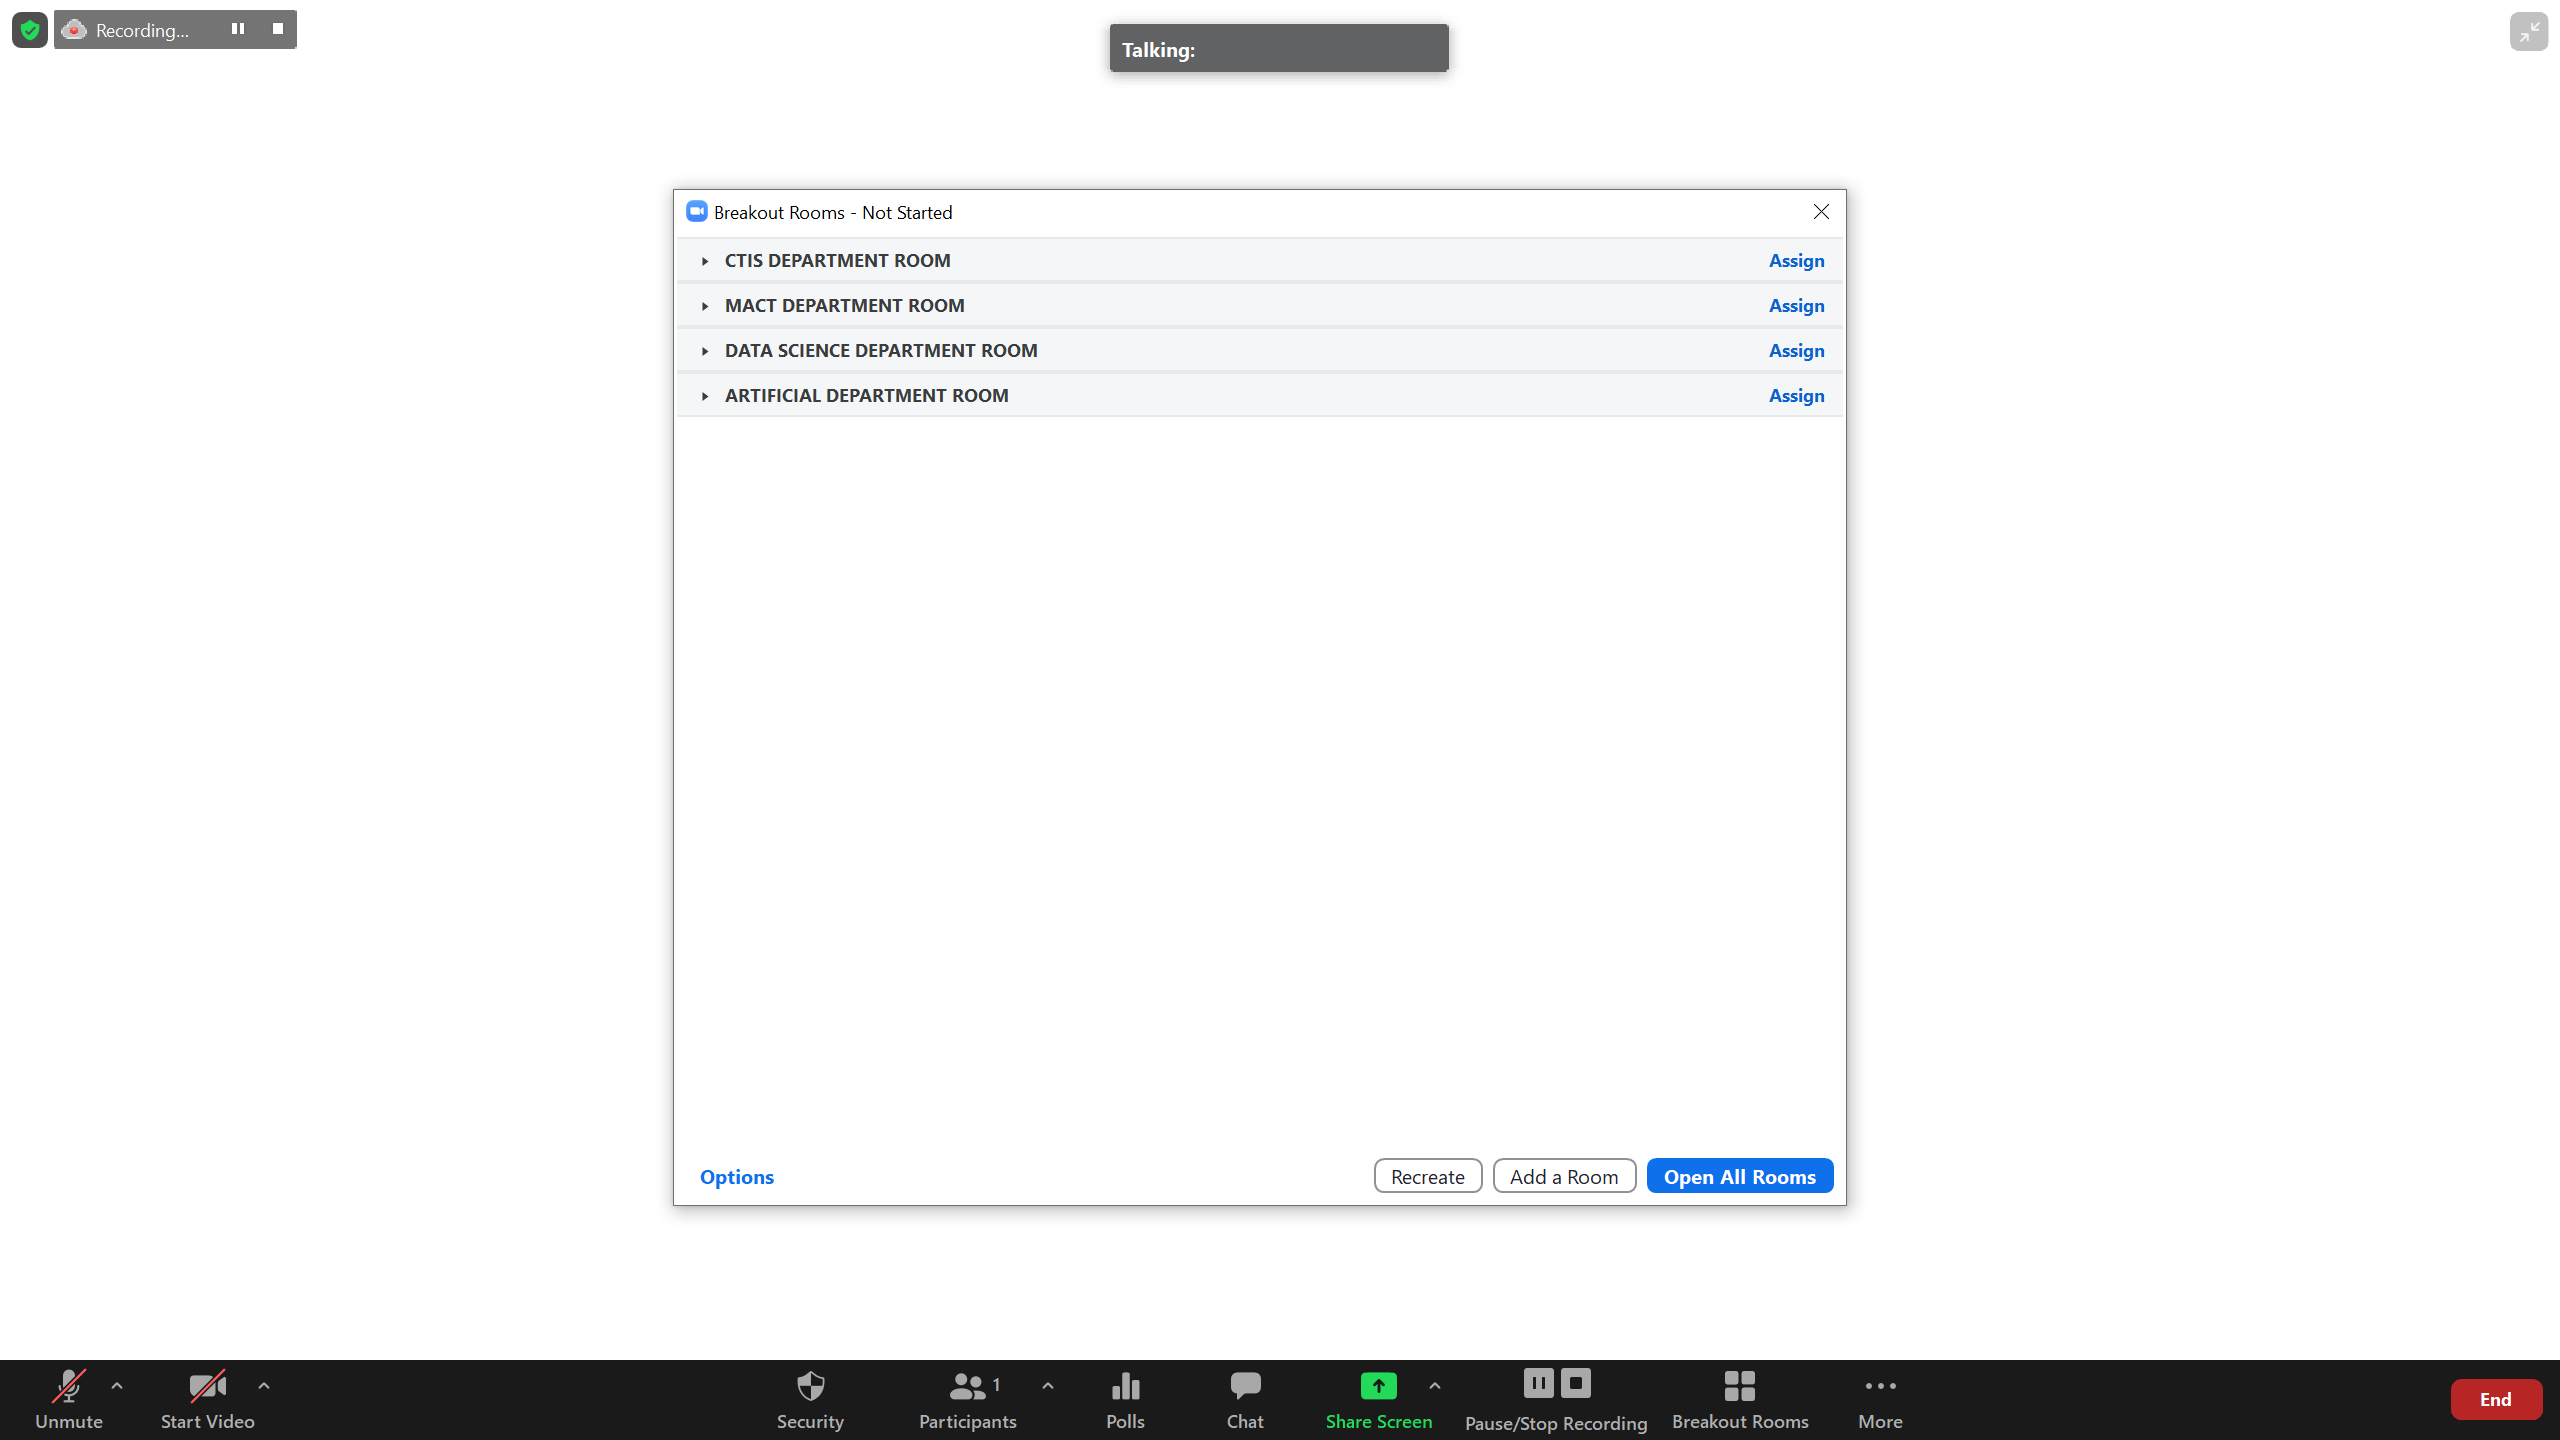 Recording...
Talking:
Breakout Rooms - Not Started
CTIS DEPARTMENT ROOM Assign
MACT DEPARTMENT ROOM Assign
DATA SCIENCE DEPARTMENT ROOM Assign
ARTIFICIAL DEPARTMENT ROOM Assign
Options Recreate Add a Room Open All Rooms
1
Unmute Start Video Security Participants Polls Chat Share Screen Pause/Stop Recording Breakout Rooms More End